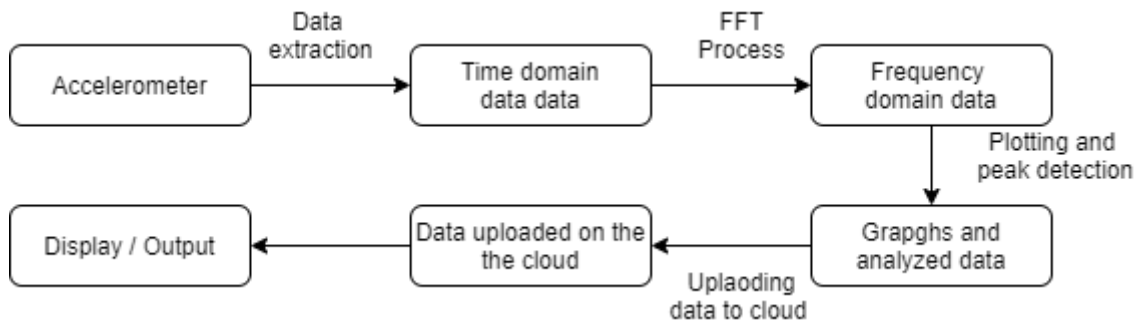 Accelerometer
Data
extraction
Time domain
data data
FFT
Process
Frequency
domain data
Plotting and
peak detection
Grapghs and
analyzed data
Uplaoding
data to cloud
Data uploaded on the
the cloud
Display / Output